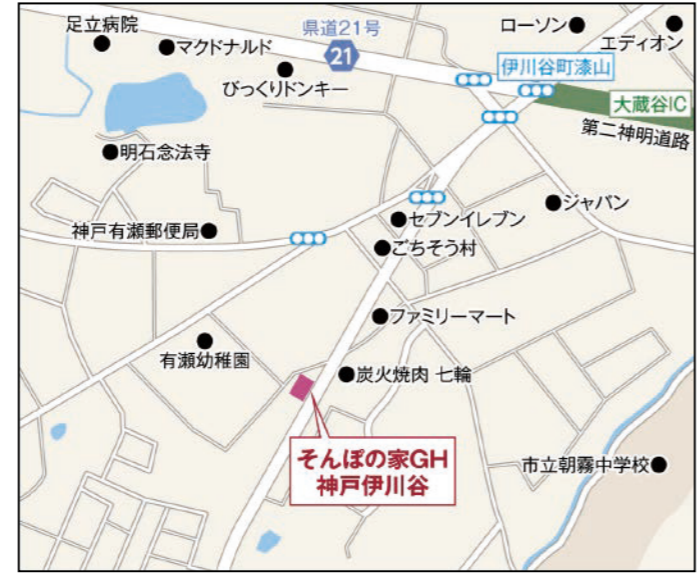 足立病院
マクドナルド
県道21号
21
びっくりドンキー
ローソン
エディオン
伊川谷町漆山
大蔵谷IC
第二神明道路
明石念法寺
神戸有瀬郵便局
セブンイレブン
ジャパン
ごちそう村
ファミリーマート
有瀬幼稚園
炭火焼肉 七輪
そんぽの家GH
神戸伊川谷
市立朝霧中学校